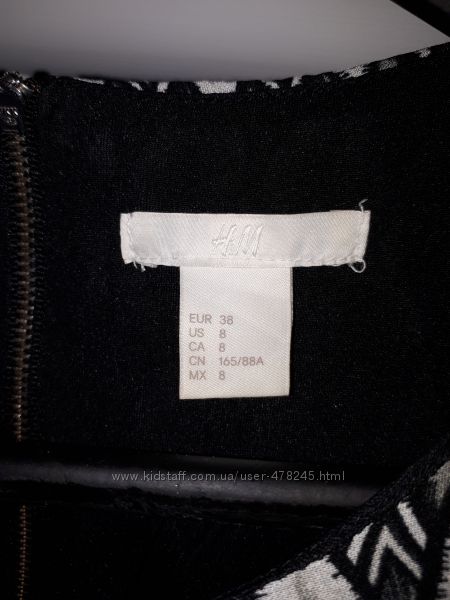 H&M
EUR 38
US 8
CA 8
CN 165/88A
MX 8
www.kidstaff.com.ua/user-478245.html